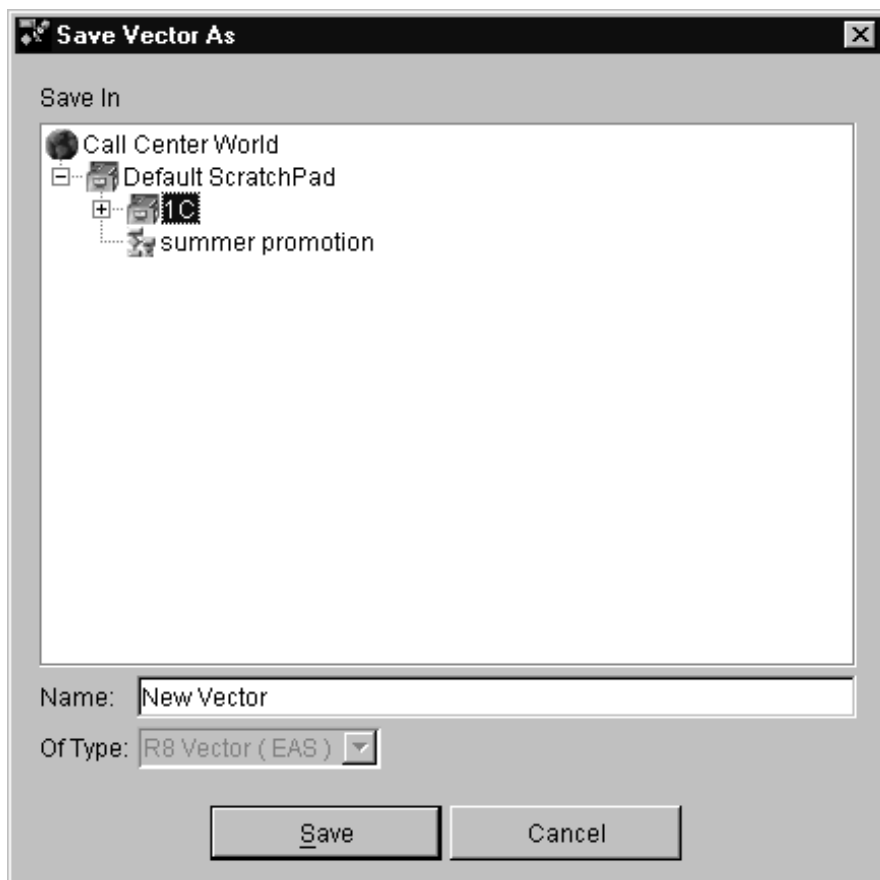 Save Vector As
Save In
Call Center World
Default ScratchPad
1C
summer promotion
Name: New Vector
Of Type: R8 Vector ( EAS )
Save Cancel